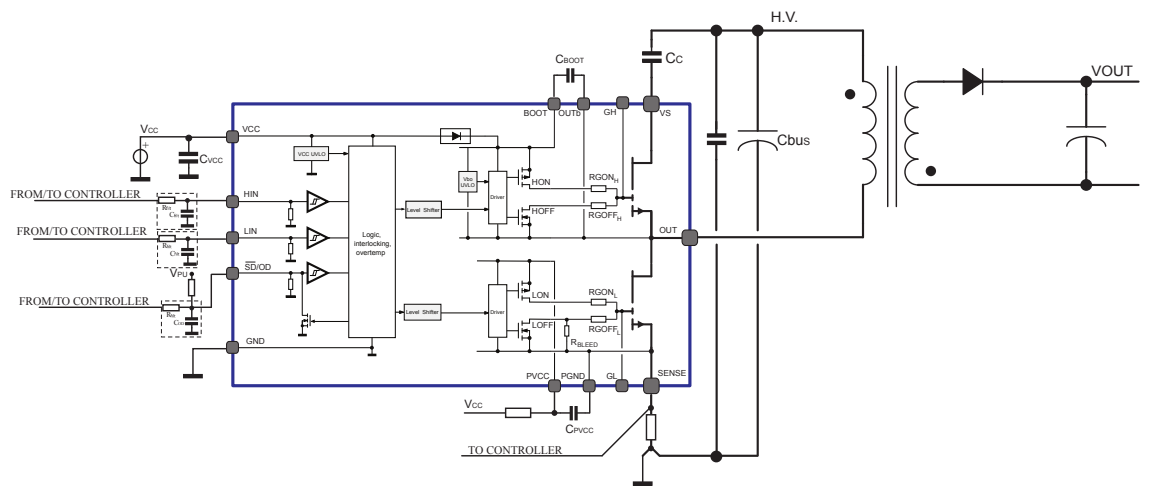 H.V.
CBOOT
CC
BOOT OUTb GH VS
VOUT
VCC
VCC
CVCC
VCC UVLO
Vbo UVLO
Cbus
FROM/TO CONTROLLER
HIN
HON
RGONH
Driver
Level Shifter
HOFF
RGOFFH
FROM/TO CONTROLLER
LIN
Logic, interlocking, overtemp
OUT
VPU
SD/OD
FROM/TO CONTROLLER
LON
RGONL
Driver
Level Shifter
LOFF
RGOFFL
RBLEED
GND
PVCC PGND GL SENSE
VCC
CPVCC
TO CONTROLLER